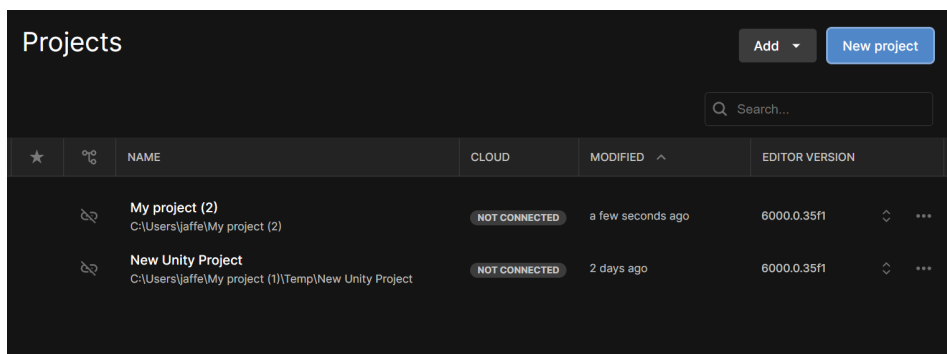 Projects
Add
New project
Search...
NAME CLOUD MODIFIED EDITOR VERSION
My project (2)
C:\Users\jaffe\My project (2)
NOT CONNECTED a few seconds ago 6000.0.35f1
New Unity Project
C:\Users\jaffe\My project (1)\Temp\New Unity Project
NOT CONNECTED 2 days ago 6000.0.35f1